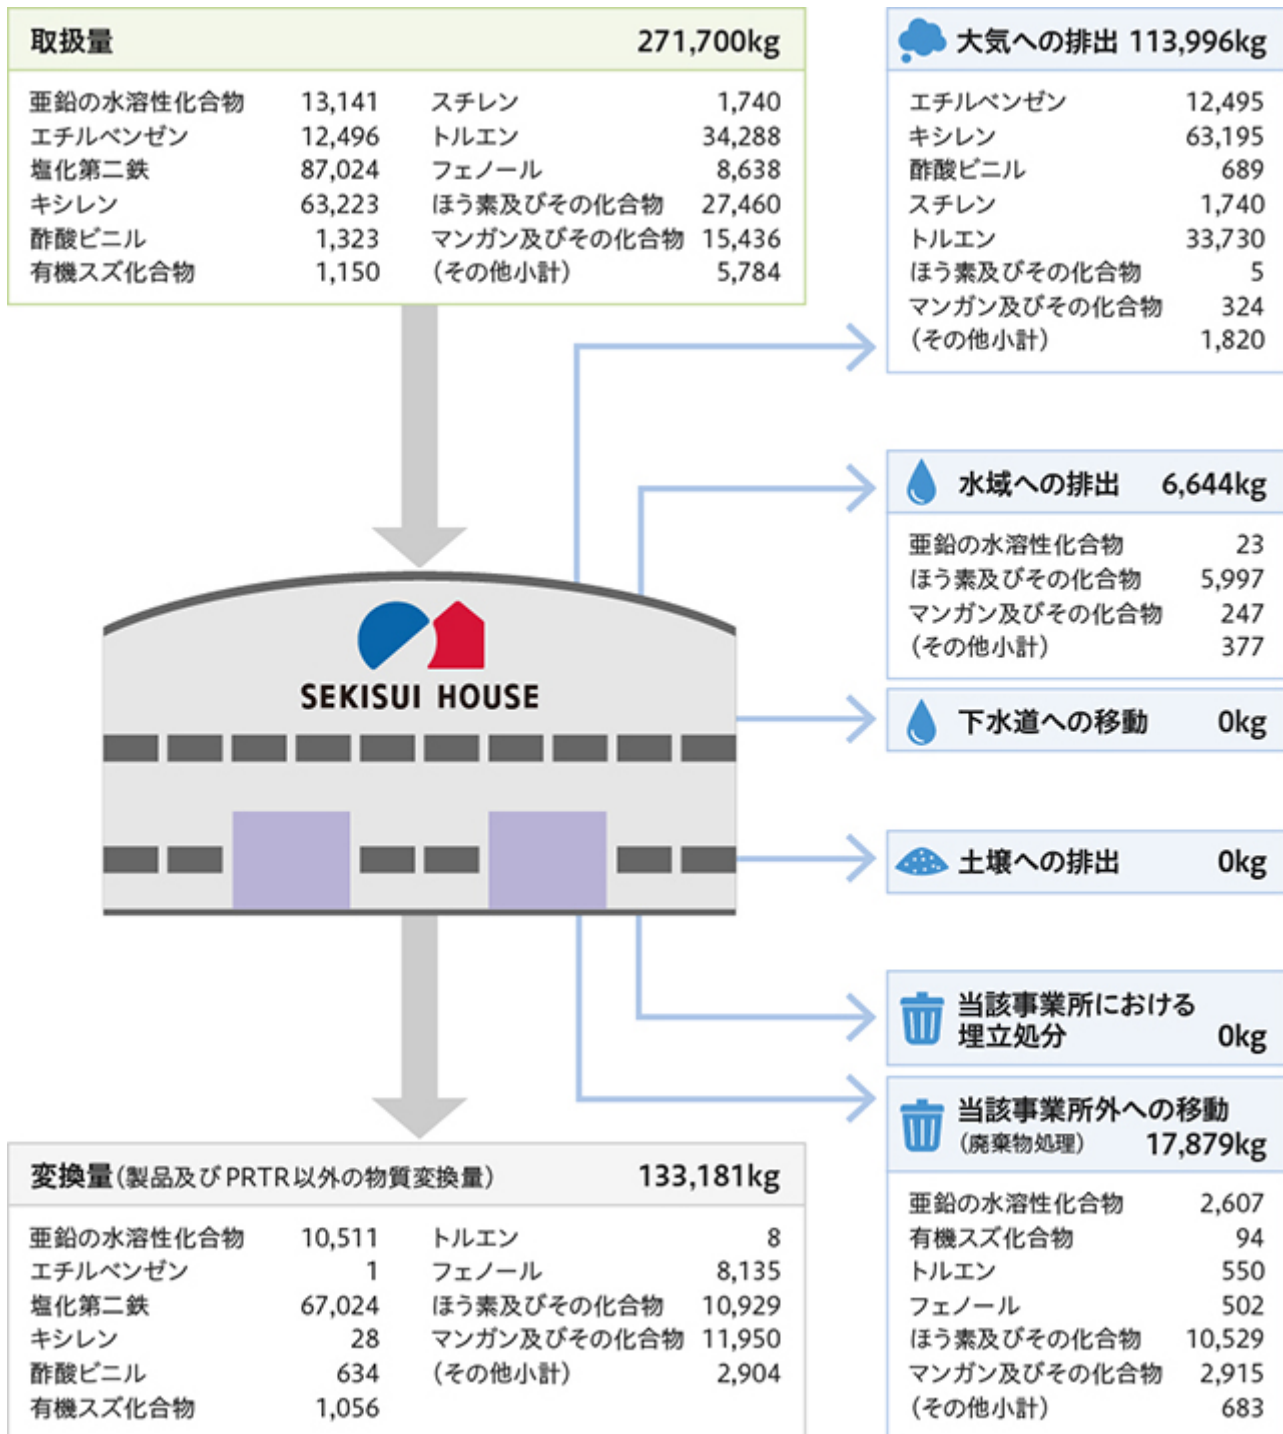 取扱量 271,700kg
亜鉛の水溶性化合物 13,141 スチレン 1,740
エチルベンゼン 12,496 トルエン 34,288
塩化第二鉄 87,024 フェノール 8,638
キシレン 63,223 ほう素及びその化合物 27,460
酢酸ビニル 1,323 マンガン及びその化合物 15,436
有機スズ化合物 1,150 (その他小計) 5,784
大気への排出 113,996kg
エチルベンゼン 12,495
キシレン 63,195
酢酸ビニル 689
スチレン 1,740
トルエン 33,730
ほう素及びその化合物 5
マンガン及びその化合物 324
(その他小計) 1,820
水域への排出 6,644kg
亜鉛の水溶性化合物 23
ほう素及びその化合物 5,997
マンガン及びその化合物 247
(その他小計) 377
SEKISUI HOUSE
下水道への移動 0kg
土壌への排出 0kg
当該事業所における
埋立処分 0kg
当該事業所外への移動
(廃棄物処理) 17,879kg
亜鉛の水溶性化合物 2,607
有機スズ化合物 94
トルエン 550
フェノール 502
ほう素及びその化合物 10,529
マンガン及びその化合物 2,915
(その他小計) 683
変換量(製品及びPRTR以外の物質変換量) 133,181kg
亜鉛の水溶性化合物 10,511 トルエン 8
エチルベンゼン 1 フェノール 8,135
塩化第二鉄 67,024 ほう素及びその化合物 10,929
キシレン 28 マンガン及びその化合物 11,950
酢酸ビニル 634 (その他小計) 2,904
有機スズ化合物 1,056